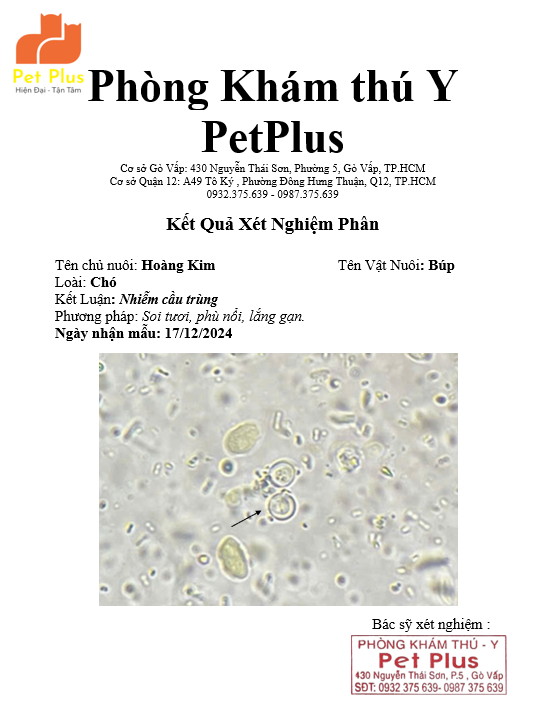 Pet Plus
Hiện Đại - Tận Tâm
Phòng Khám thú Y
PetPlus
Cơ sở Gò Vấp: 430 Nguyễn Thái Sơn, Phường 5, Gò Vấp, TP.HCM
Cơ sở Quận 12: A49 Tô Ký , Phường Đông Hưng Thuận, Q12, TP.HCM
0932.375.639 - 0987.375.639
Kết Quả Xét Nghiệm Phân
Tên chủ nuôi: Hoàng Kim Tên Vật Nuôi: Búp
Loài: Chó
Kết Luận: Nhiễm cầu trùng
Phương pháp: Soi tươi, phù nổi, lắng gạn.
Ngày nhận mẫu: 17/12/2024
Bác sỹ xét nghiệm :
PHÒNG KHÁM THÚ - Y
Pet Plus
430 Nguyễn Thái Sơn, P.5 , Gò Vấp
SĐT: 0932 375 639- 0987 375 639